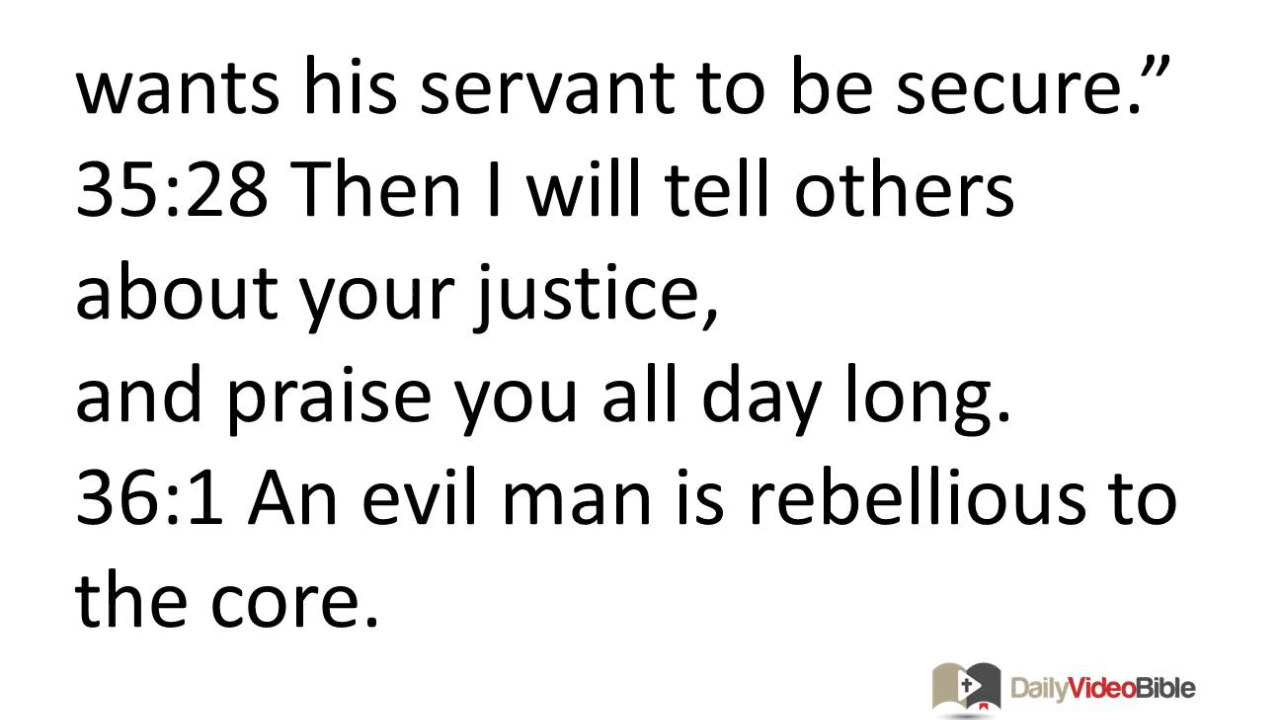 wants his servant to be secure.”
35:28 Then I will tell others
about your justice,
and praise you all day long.
36:1 An evil man is rebellious to
the core.
DailyVideoBible